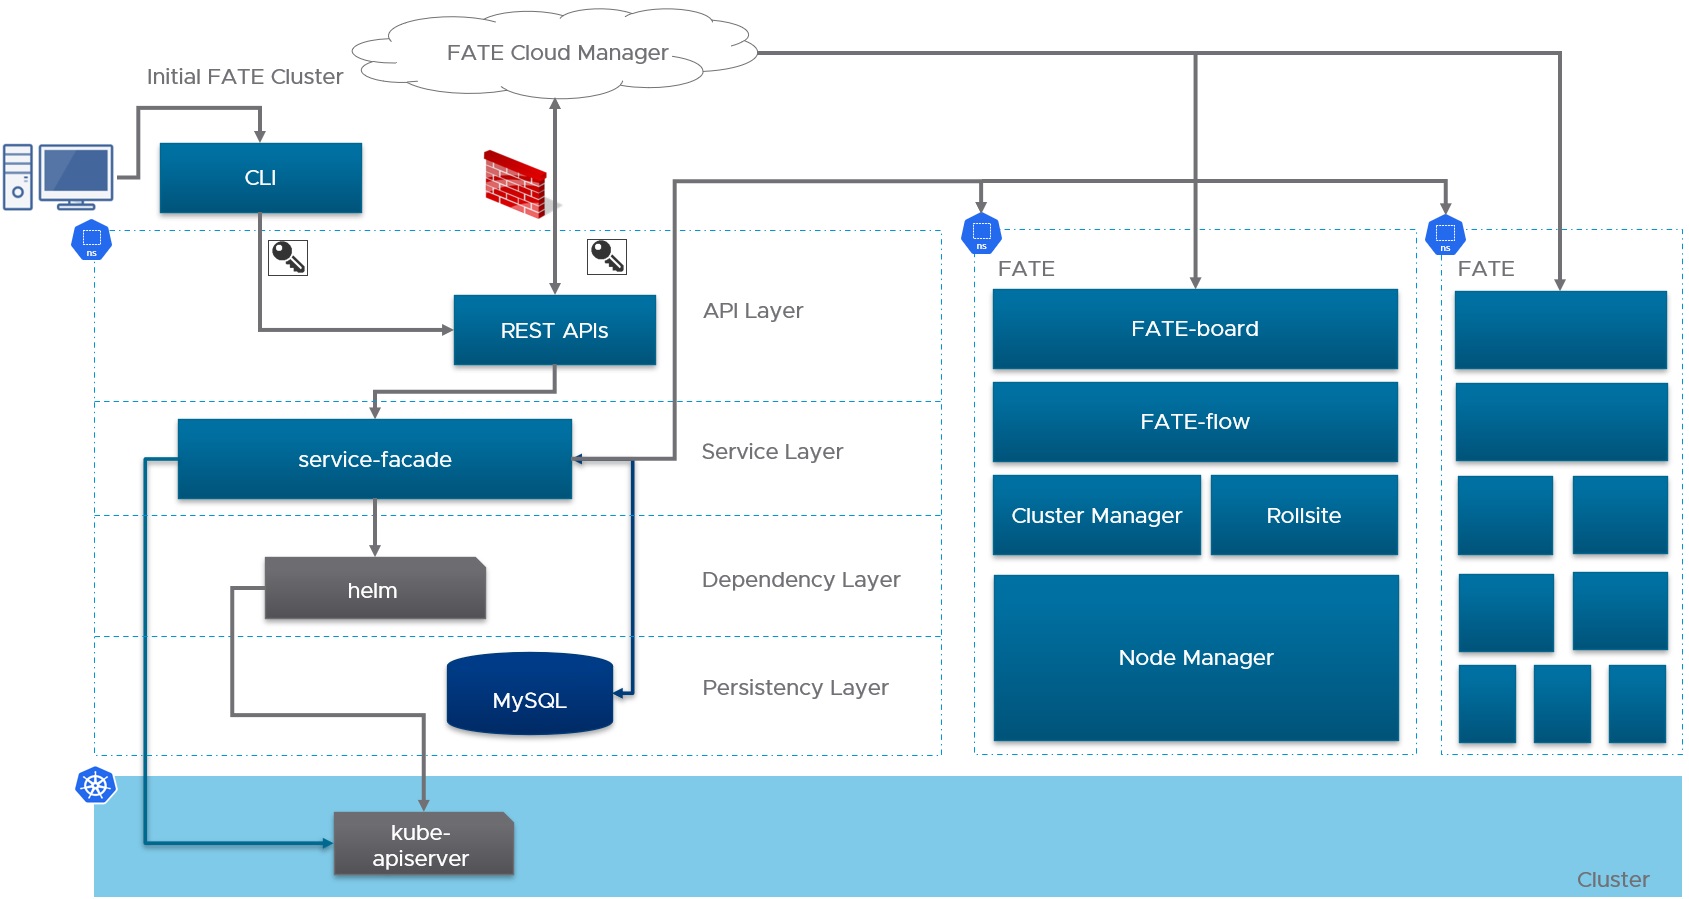 FATE Cloud Manager
Initial FATE Cluster
CLI
ns
ns
ns
FATE
FATE
API Layer
REST APIs
FATE-board
FATE-flow
service-facade
Service Layer
Cluster Manager
Rollsite
helm
Dependency Layer
Node Manager
MySQL
Persistency Layer
kube-
apiserver
Cluster